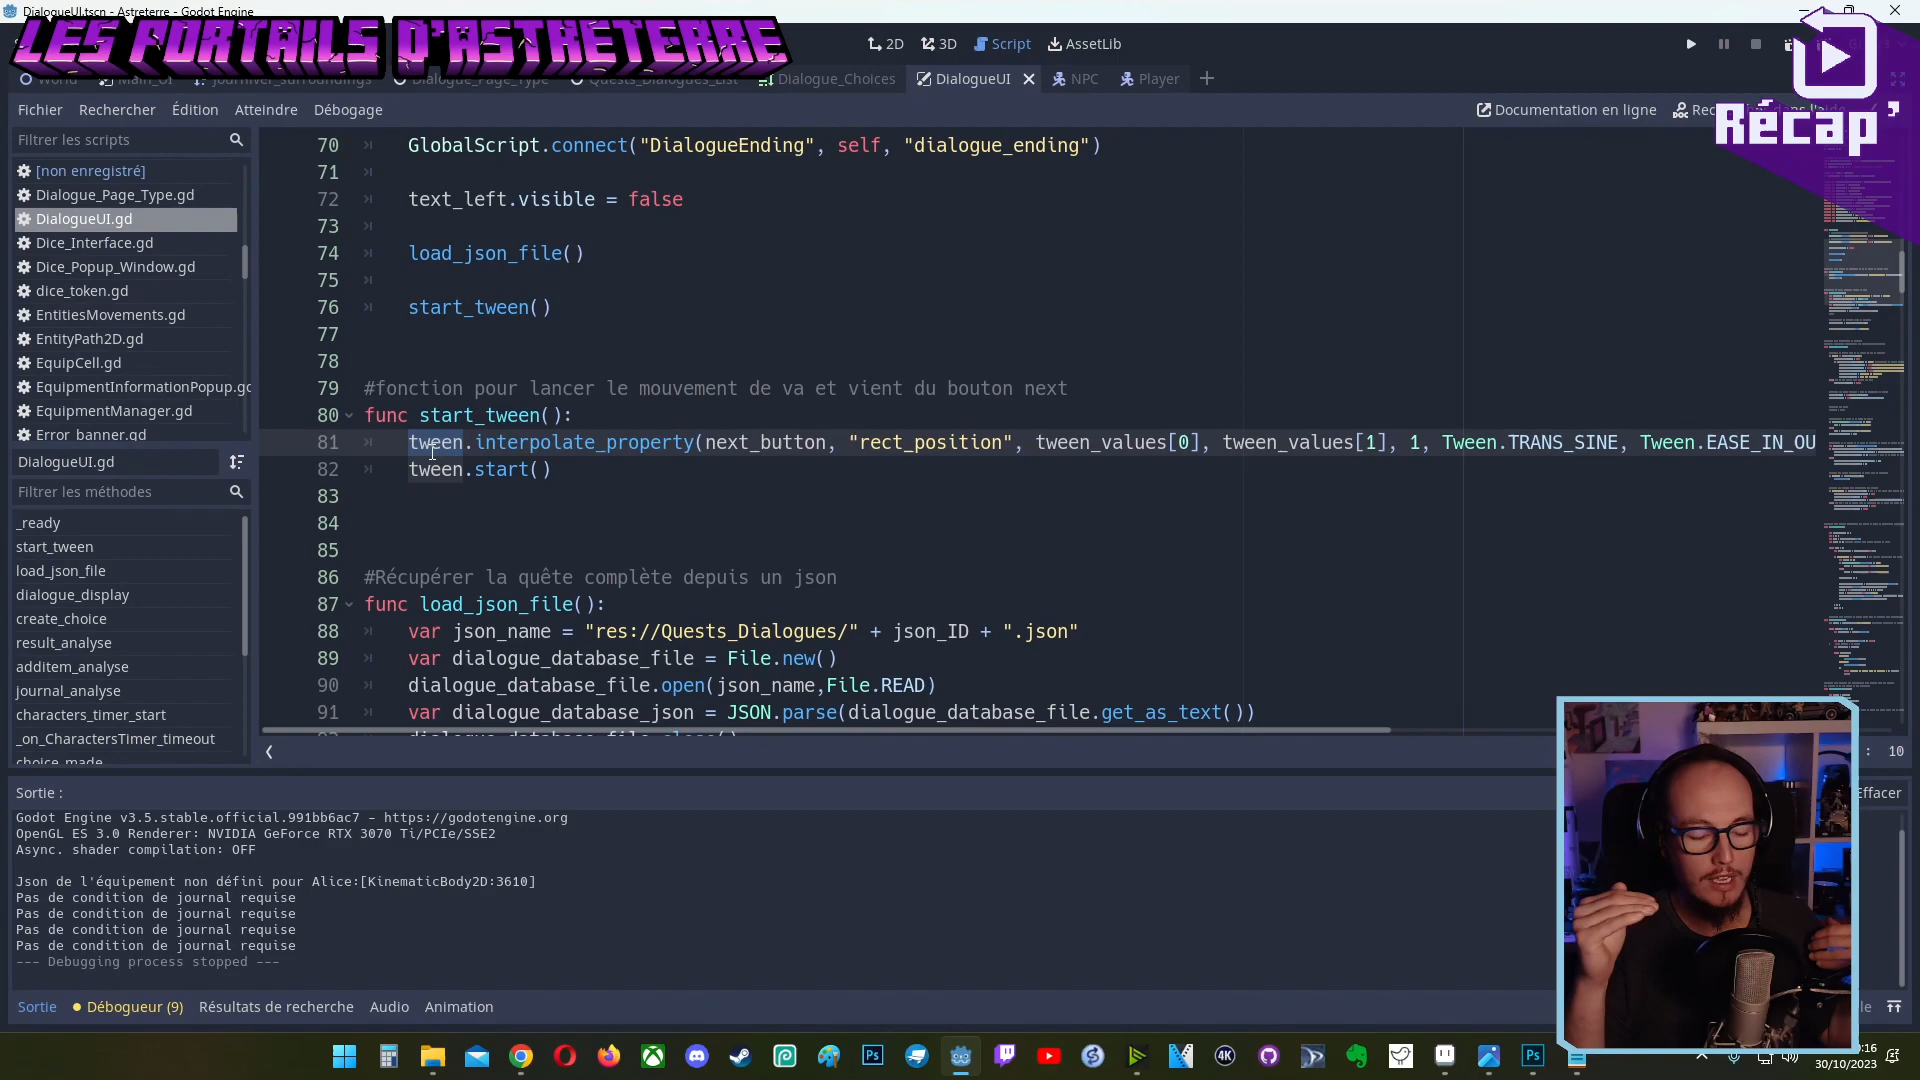 DialogueUI.tscn - Astreterre - Godot Engine
LES PORTAILS D'ASTRETERRE
2D
3D
Script
AssetLib
World
Main_UI
Dialogue_Page_Type
Quests_Dialogues_List
Dialogue_Choices
DialogueUI
NPC
Player
Fichier
Rechercher
Édition
Atteindre
Débogage
Documentation en ligne
Récap
Filtrer les scripts
[non enregistré]
Dialogue_Page_Type.gd
DialogueUI.gd
Dice_Interface.gd
Dice_Popup_Window.gd
dice_token.gd
EntitiesMovements.gd
EntityPath2D.gd
EquipCell.gd
EquipmentInformationPopup.gd
EquipmentManager.gd
Error_banner.gd
DialogueUI.gd
Filtrer les méthodes
_ready
start_tween
load_json_file
dialogue_display
create_choice
result_analyse
additem_analyse
journal_analyse
characters_timer_start
_on_CharactersTimer_timeout
choice_made
70 GlobalScript.connect("DialogueEnding", self, "dialogue_ending")
71
72 text_left.visible = false
73
74 load_json_file()
75
76 start_tween()
77
78
79 #fonction pour lancer le mouvement de va et vient du bouton next
80 func start_tween():
81 tween.interpolate_property(next_button, "rect_position", tween_values[0], tween_values[1], 1, Tween.TRANS_SINE, Tween.EASE_IN_OU
82 tween.start()
83
84
85
86 #Récupérer la quête complète depuis un json
87 func load_json_file():
88 var json_name = "res://Quests_Dialogues/" + json_ID + ".json"
89 var dialogue_database_file = File.new()
90 dialogue_database_file.open(json_name,File.READ)
91 var dialogue_database_json = JSON.parse(dialogue_database_file.get_as_text())
: 10
Sortie :
Effacer
Godot Engine v3.5.stable.official.991bb6ac7 - https://godotengine.org
OpenGL ES 3.0 Renderer: NVIDIA GeForce RTX 3070 Ti/PCIe/SSE2
Async. shader compilation: OFF
Json de l'équipement non défini pour Alice:[KinematicBody2D:3610]
Pas de condition de journal requise
Pas de condition de journal requise
Pas de condition de journal requise
Pas de condition de journal requise
--- Debugging process stopped ---
Sortie
Débogueur (9)
Résultats de recherche
Audio
Animation
:16
30/10/2023